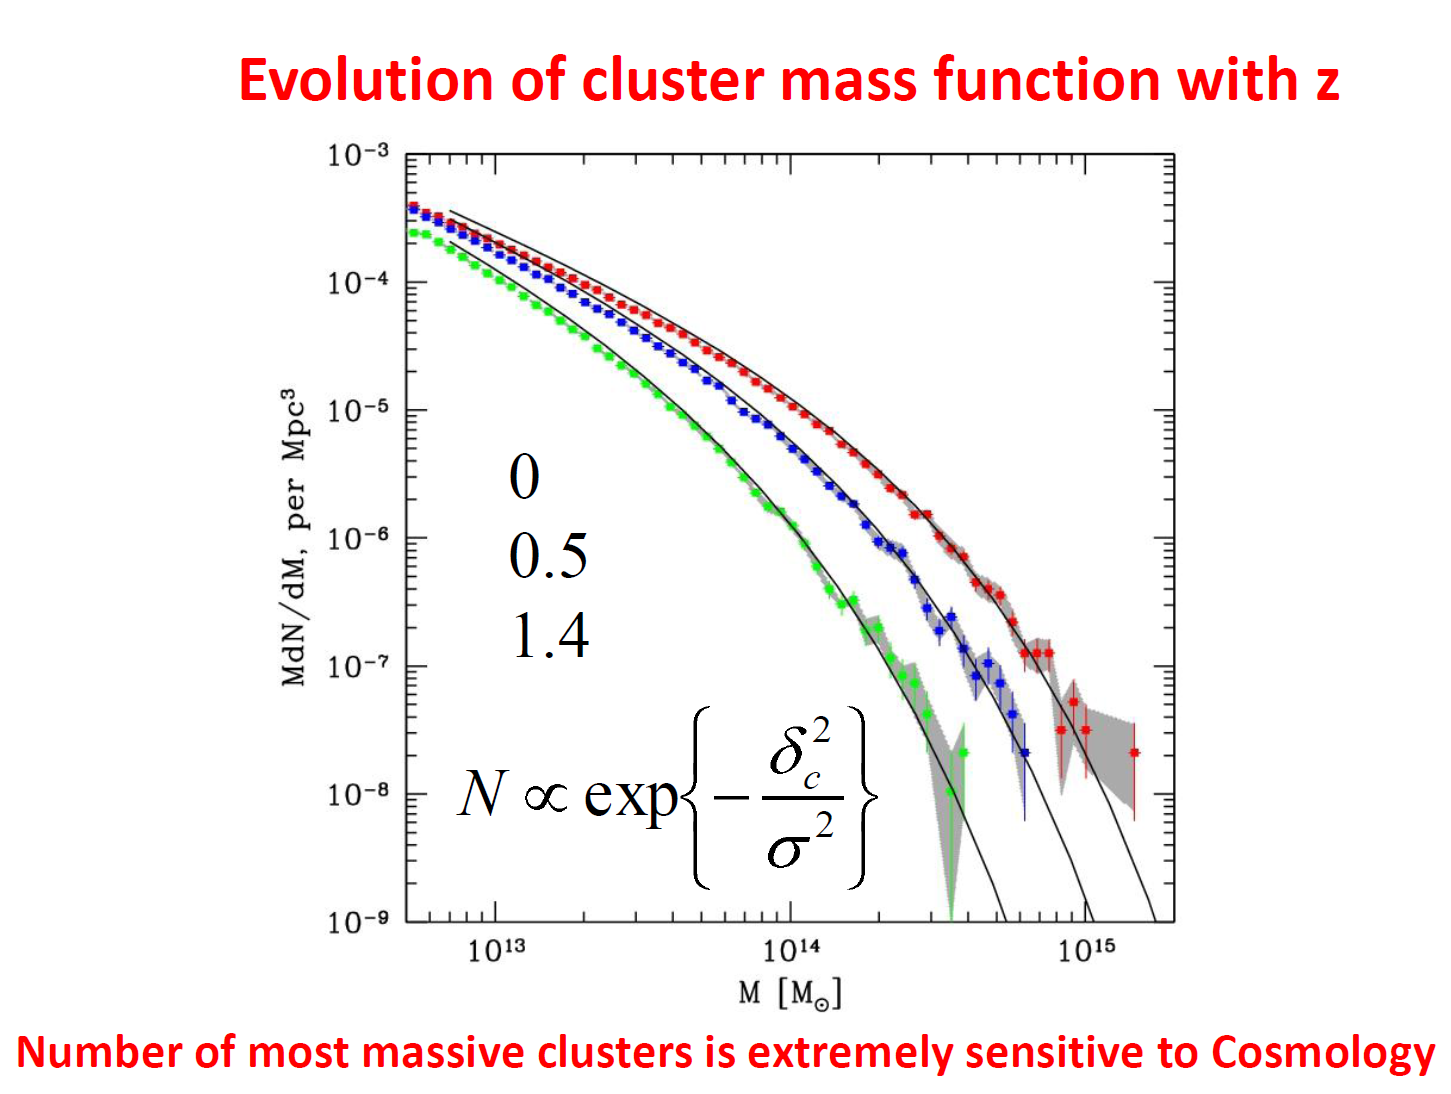 Evolution of cluster mass function with z
10⁻³
10⁻⁴
10⁻⁵
10⁻⁶
10⁻⁷
10⁻⁸
10⁻⁹
MdN/dM, per Mpc³
0
0.5
1.4
N ∝ exp{−δ_c²/σ²}
10¹³ 10¹⁴ 10¹⁵
M [M☉]
Number of most massive clusters is extremely sensitive to Cosmology